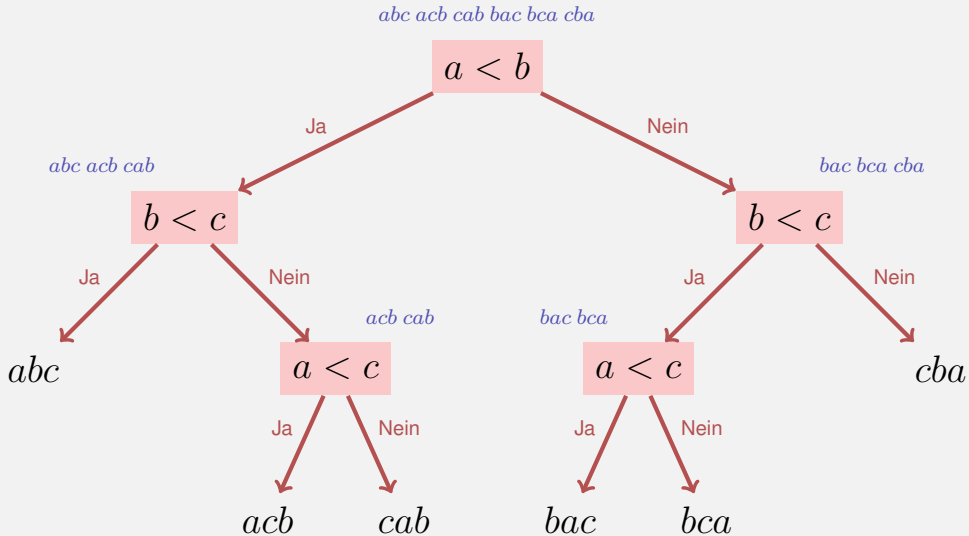 abc acb cab bac bca cba
a < b
Ja Nein
abc acb cab bac bca cba
b < c b < c
Ja Nein Ja Nein
acb cab bac bca
abc a < c a < c cba
Ja Nein Ja Nein
acb cab bac bca